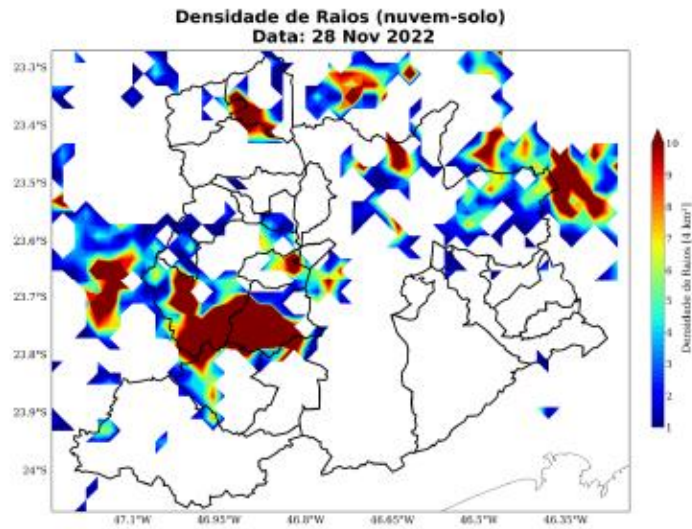 Densidade de Raios (nuvem-solo)
Data: 28 Nov 2022
23.3°S
23.4°S
23.5°S
23.6°S
23.7°S
23.8°S
23.9°S
24°S
47.1°W
46.95°W
46.8°W
46.65°W
46.5°W
46.35°W
10
9
8
7
6
5
4
3
2
1
Densidade de Raios [4 km²]